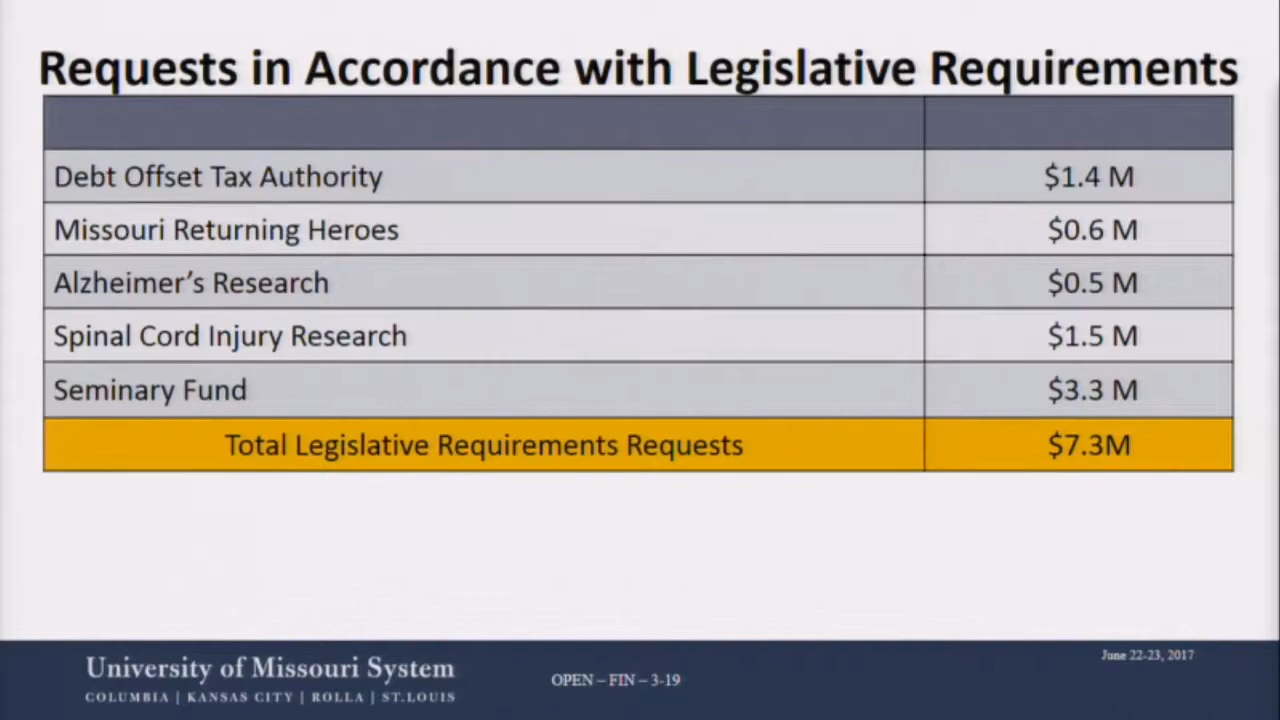 Requests in Accordance with Legislative Requirements
Debt Offset Tax Authority $1.4 M
Missouri Returning Heroes $0.6 M
Alzheimer’s Research $0.5 M
Spinal Cord Injury Research $1.5 M
Seminary Fund $3.3 M
Total Legislative Requirements Requests $7.3M
June 22-23, 2017
University of Missouri System
OPEN – FIN – 3-19
COLUMBIA | KANSAS CITY | ROLLA | ST.LOUIS